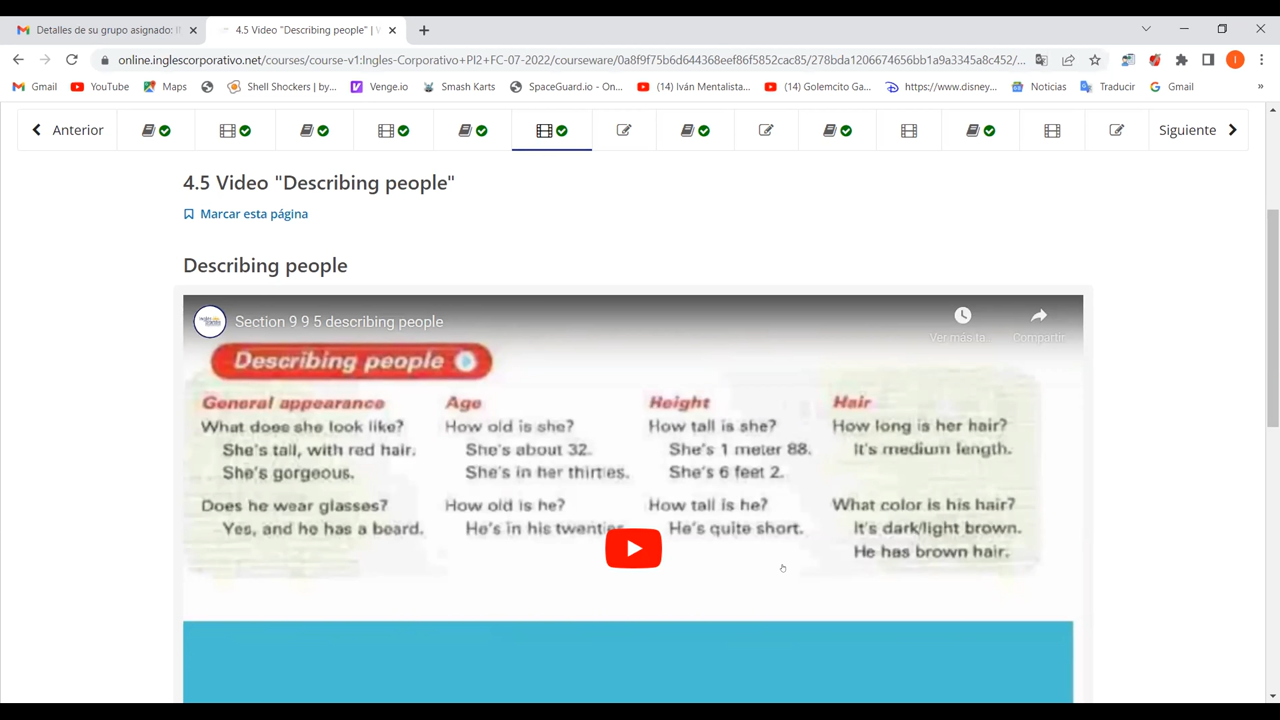 Detalles de su grupo asignado: I
4.5 Video "Describing people" |
online.inglescorporativo.net/courses/course-v1:Ingles-Corporativo+PI2+FC-07-2022/courseware/0a8f9f75b6d644368eef86f5852cac85/278bda1206674656bb1a9a3345a8c452/...
Gmail YouTube Maps Shell Shockers | by... Venge.io Smash Karts SpaceGuard.io - On... (14) Iván Mentalista... (14) Golemcito Ga... https://www.disney... Noticias Traducir Gmail »
Anterior Siguiente
4.5 Video "Describing people"
Marcar esta página
Describing people
Section 9 9 5 describing people
Ver más ta... Compartir
Describing people
General appearance Age Height Hair
What does she look like? How old is she? How tall is she? How long is her hair?
She's tall, with red hair. She's about 32. She's 1 meter 88. It's medium length.
She's gorgeous. She's in her thirties. She's 6 feet 2.
Does he wear glasses? How old is he? How tall is he? What color is his hair?
Yes, and he has a beard. He's in his twenties He's quite short. It's dark/light brown.
He has brown hair.